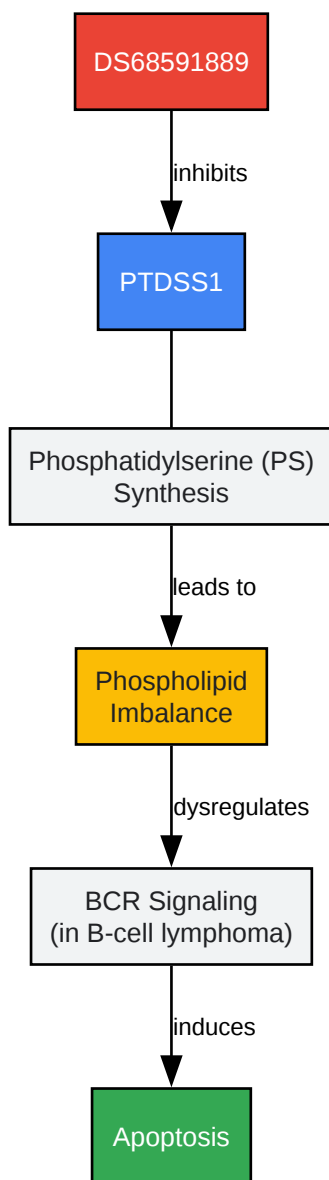 DS68591889
inhibits
PTDSS1
Phosphatidylserine (PS)
Synthesis
leads to
Phospholipid
Imbalance
dysregulates
BCR Signaling
(in B-cell lymphoma)
induces
Apoptosis